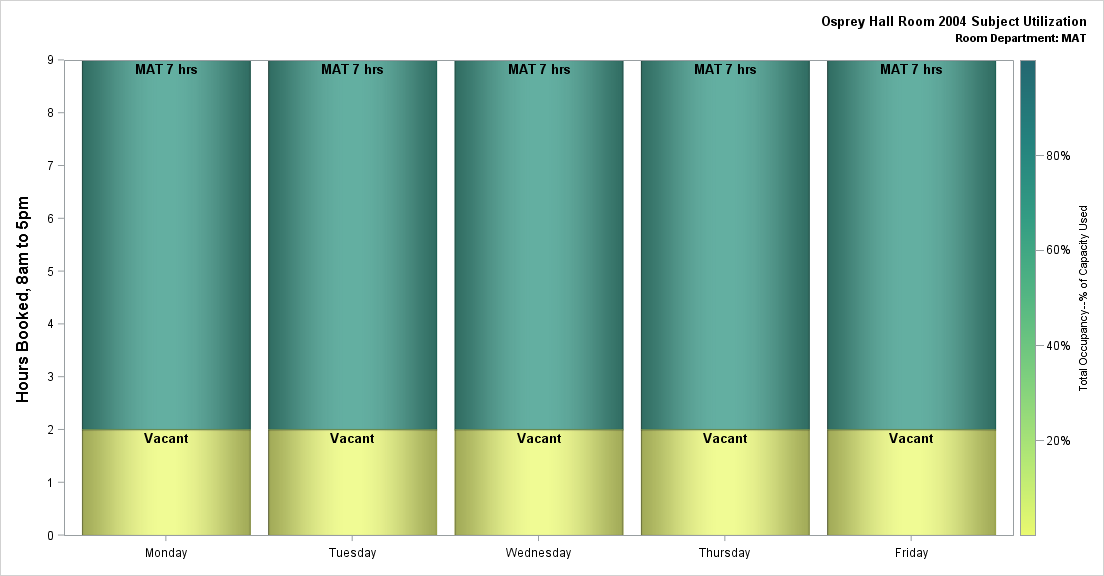 Osprey Hall Room 2004 Subject Utilization
Room Department: MAT
Hours Booked, 8am to 5pm
9
8
7
6
5
4
3
2
1
0
MAT 7 hrs
MAT 7 hrs
MAT 7 hrs
MAT 7 hrs
MAT 7 hrs
Vacant
Vacant
Vacant
Vacant
Vacant
Monday
Tuesday
Wednesday
Thursday
Friday
80%
60%
40%
20%
Total Occupancy--% of Capacity Used